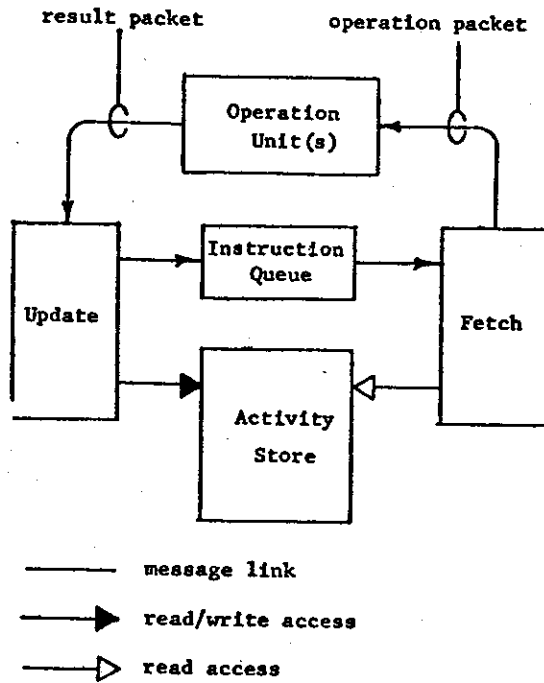 result packet
operation packet
Operation
Unit(s)
Instruction
Queue
Update
Fetch
Activity
Store
message link
read/write access
read access